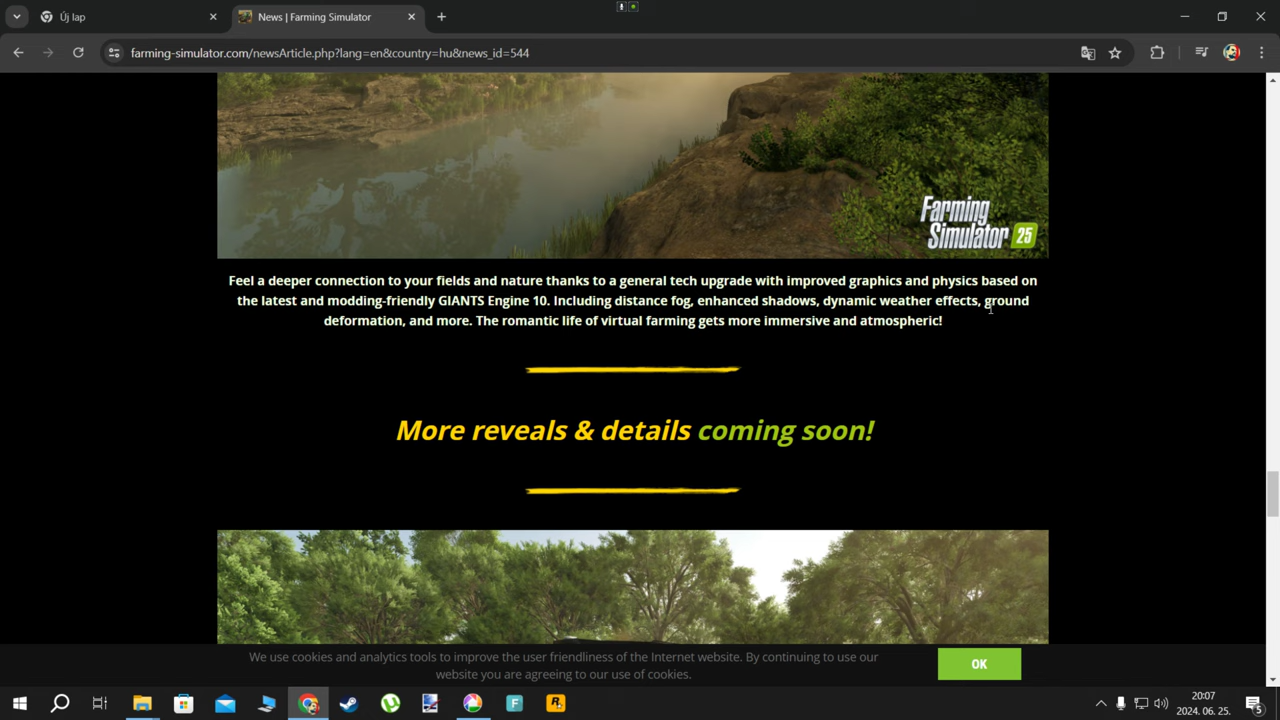 Új lap
News | Farming Simulator
farming-simulator.com/newsArticle.php?lang=en&country=hu&news_id=544
Farming
Simulator 25
Feel a deeper connection to your fields and nature thanks to a general tech upgrade with improved graphics and physics based on
the latest and modding-friendly GIANTS Engine 10. Including distance fog, enhanced shadows, dynamic weather effects, ground
deformation, and more. The romantic life of virtual farming gets more immersive and atmospheric!
More reveals & details coming soon!
We use cookies and analytics tools to improve the user friendliness of the Internet website. By continuing to use our
website you are agreeing to our use of cookies.
OK
20:07
2024. 06. 25.
5